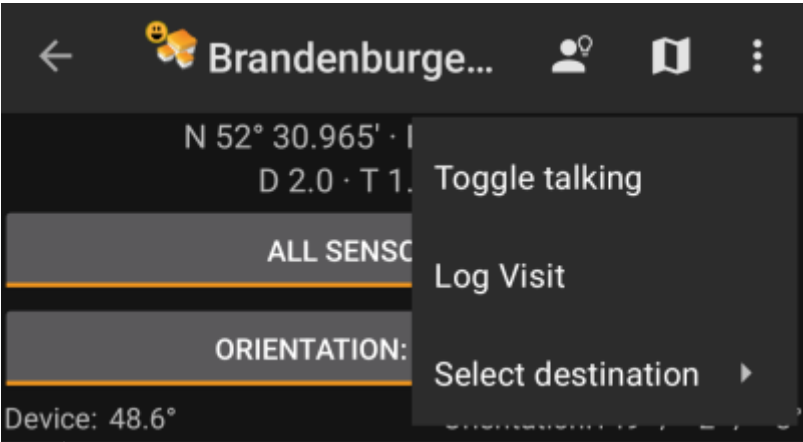 Brandenburge...
N 52° 30.965' ·
D 2.0 · T 1.
Toggle talking
ALL SENSO
Log Visit
ORIENTATION:
Select destination
Device: 48.6°